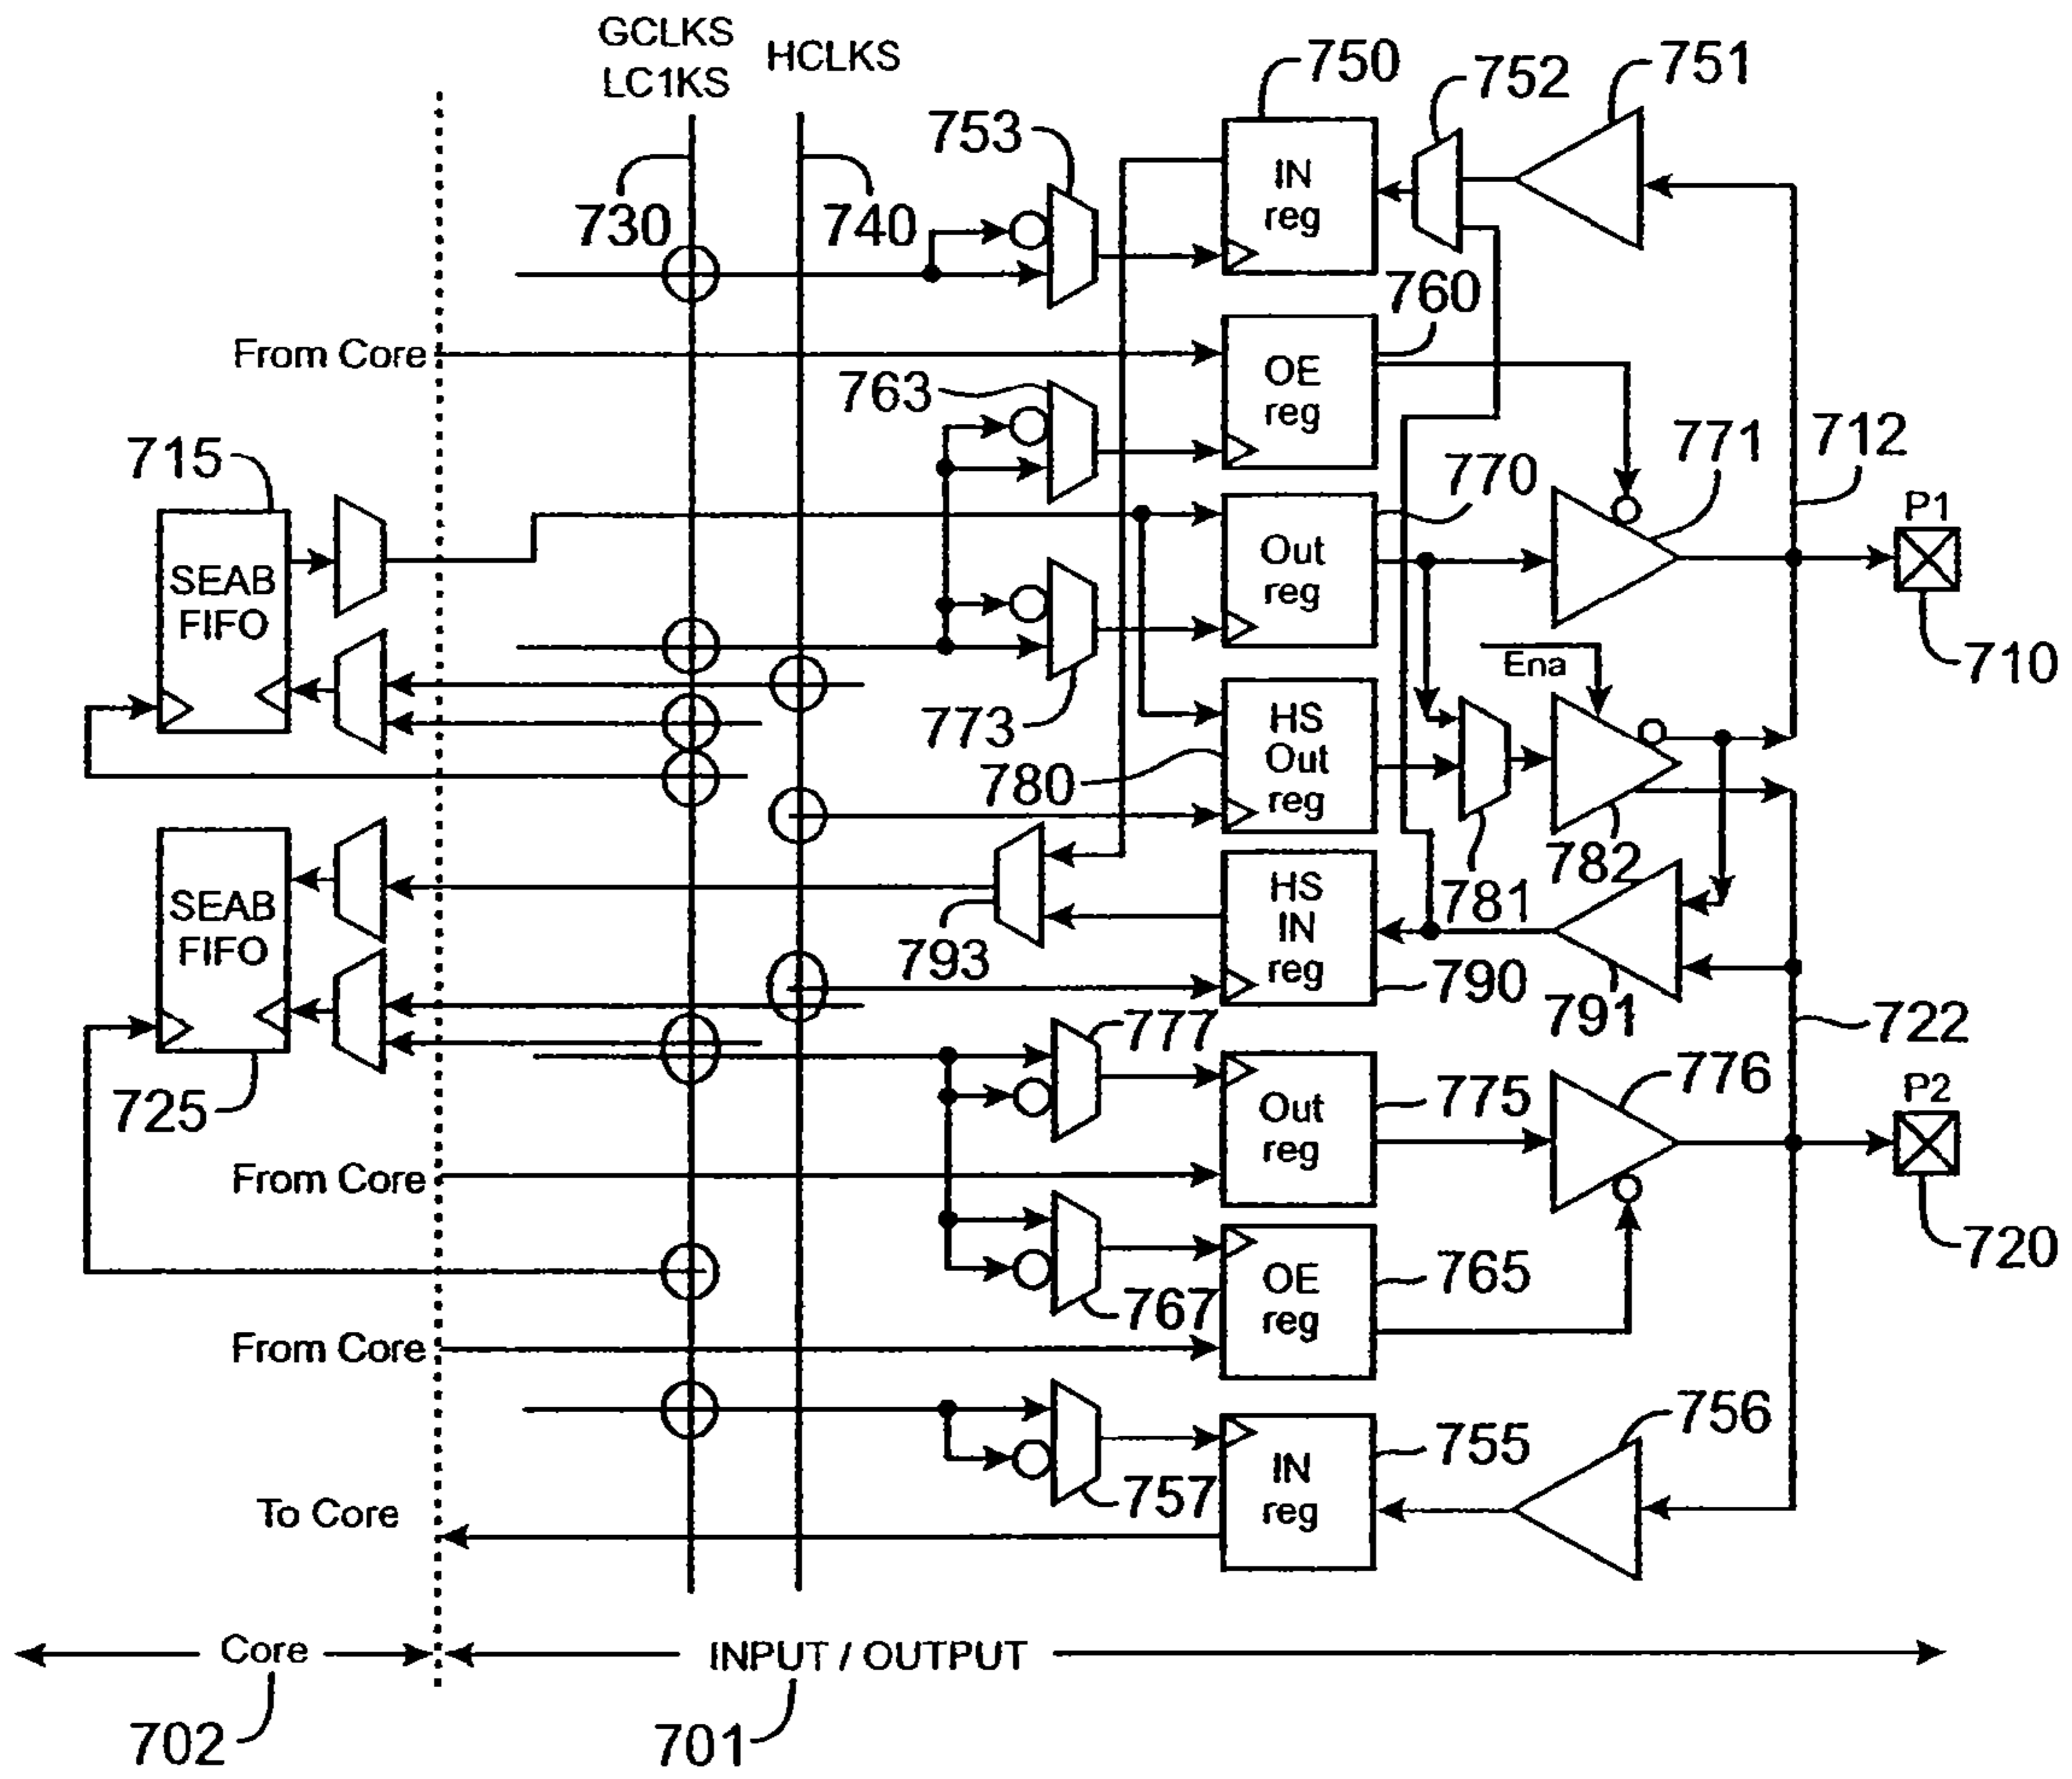 GCLKS
LC1KS
HCLKS
750
752
751
753
IN
reg
730
740
760
From Core
OE
reg
763
771
712
715
770
P1
SEAB
FIFO
Out
reg
710
Ena
773
HS
Out
reg
780
782
781
SEAB
FIFO
HS
IN
reg
793
790
791
777
722
725
Out
reg
775
776
P2
From Core
720
OE
reg
765
767
From Core
756
IN
reg
755
757
To Core
Core
INPUT / OUTPUT
702
701